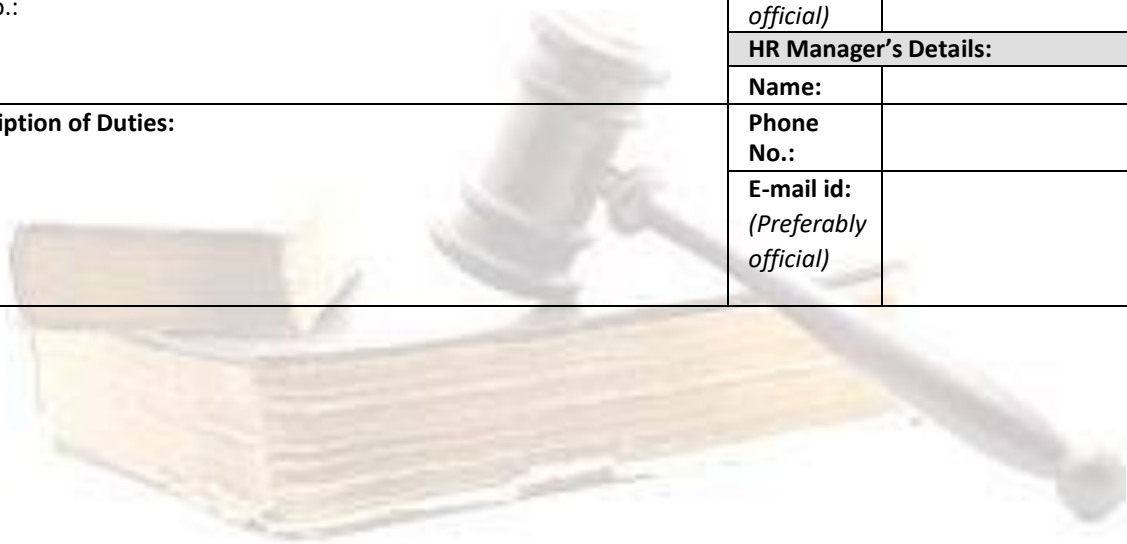 o.:
official)
HR Manager’s Details:
Name:
iption of Duties:
Phone
No.:
E-mail id:
(Preferably
official)